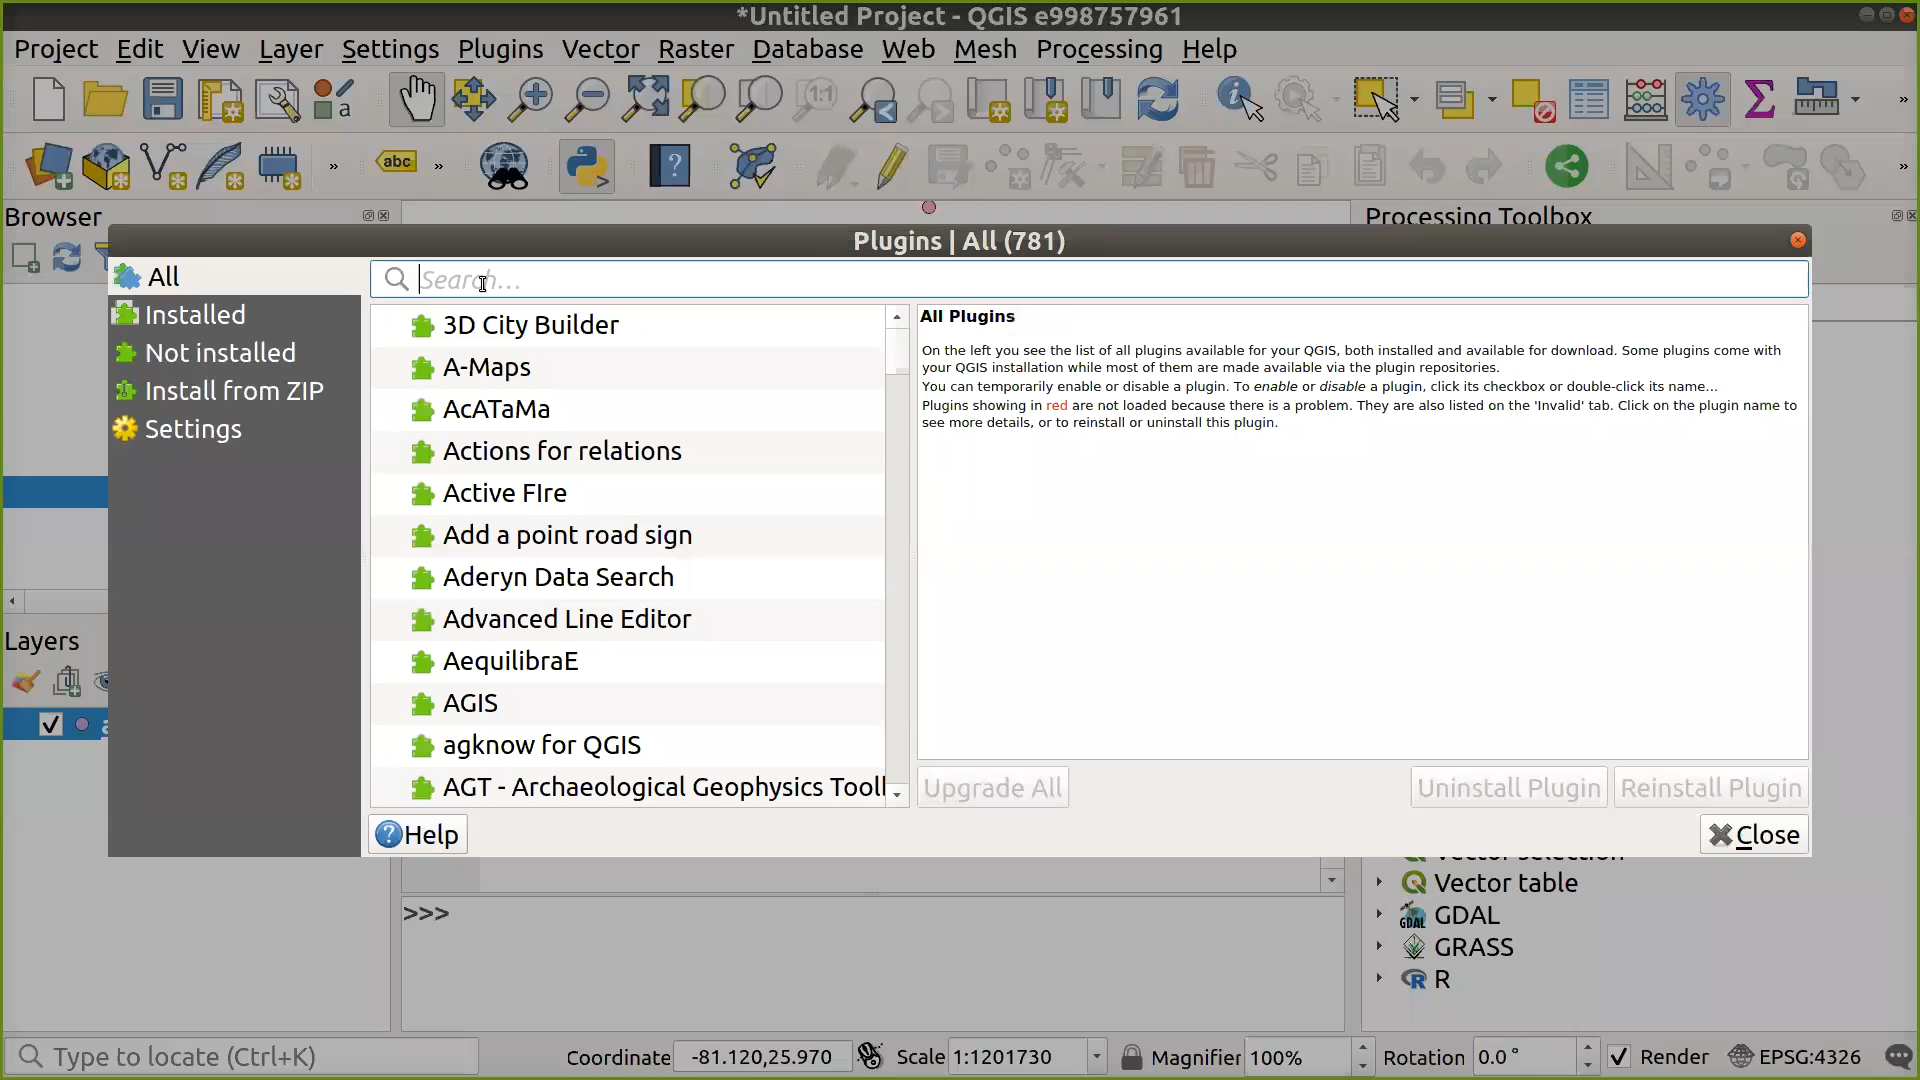 *Untitled Project - QGIS e998757961
Project Edit View Layer Settings Plugins Vector Raster Database Web Mesh Processing Help
1:1
a
abc
Browser
Processing Toolbox
Plugins | All (781)
All
Search...
Installed
Not installed
Install from ZIP
Settings
3D City Builder
A-Maps
AcATaMa
Actions for relations
Active FIre
Add a point road sign
Aderyn Data Search
Advanced Line Editor
AequilibraE
AGIS
agknow for QGIS
AGT - Archaeological Geophysics Tooll
All Plugins
On the left you see the list of all plugins available for your QGIS, both installed and available for download. Some plugins come with
your QGIS installation while most of them are made available via the plugin repositories.
You can temporarily enable or disable a plugin. To enable or disable a plugin, click its checkbox or double-click its name...
Plugins showing in red are not loaded because there is a problem. They are also listed on the 'Invalid' tab. Click on the plugin name to
see more details, or to reinstall or uninstall this plugin.
Upgrade All
Uninstall Plugin
Reinstall Plugin
Help
Close
Layers
>>>
Vector selection
Vector table
GDAL
GRASS
R
Type to locate (Ctrl+K)
Coordinate -81.120,25.970
Scale 1:1201730
Magnifier 100%
Rotation 0.0 °
Render
EPSG:4326